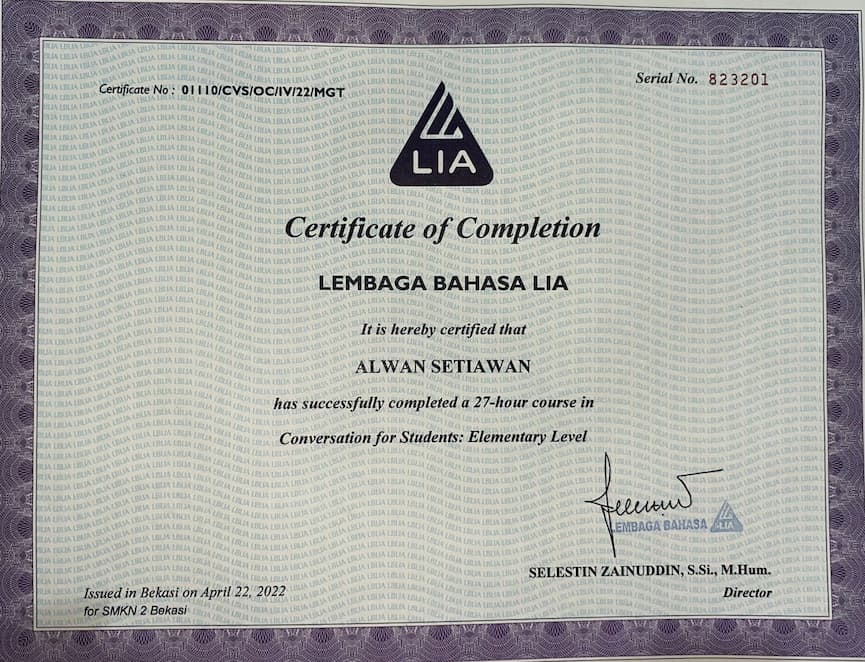 Certificate No : 01110/CVS/OC/IV/22/MGT
Serial No. 823201
LIA
Certificate of Completion
LEMBAGA BAHASA LIA
It is hereby certified that
ALWAN SETIAWAN
has successfully completed a 27-hour course in
Conversation for Students: Elementary Level
LEMBAGA BAHASA LIA
SELESTIN ZAINUDDIN, S.Si., M.Hum.
Director
Issued in Bekasi on April 22, 2022
for SMKN 2 Bekasi